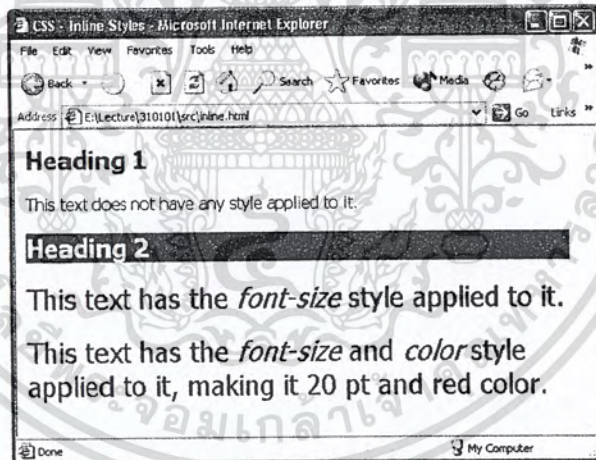 CSS - Inline Styles - Microsoft Internet Explorer
File Edit View Favorites Tools Help
Back Search Favorites Media
Address E:\Lecture\310101\src\inline.html Go Links
Heading 1
This text does not have any style applied to it.
Heading 2
This text has the font-size style applied to it.
This text has the font-size and color style
applied to it, making it 20 pt and red color.
Done My Computer